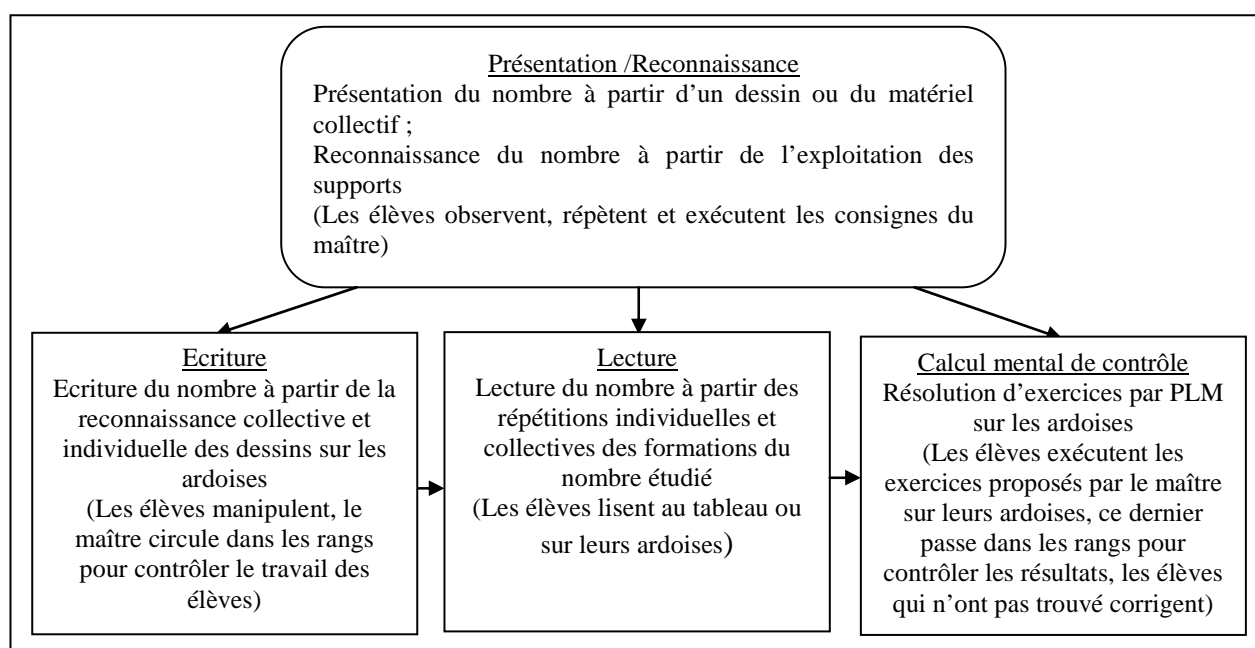 Présentation /Reconnaissance
Présentation du nombre à partir d’un dessin ou du matériel
collectif ;
Reconnaissance du nombre à partir de l’exploitation des
supports
(Les élèves observent, répètent et exécutent les consignes du
maître)
Ecriture
Ecriture du nombre à partir de la
reconnaissance collective et
individuelle des dessins sur les
ardoises
(Les élèves manipulent, le
maître circule dans les rangs
pour contrôler le travail des
élèves)
Lecture
Lecture du nombre à partir des
répétitions individuelles et
collectives des formations du
nombre étudié
(Les élèves lisent au tableau ou
sur leurs ardoises)
Calcul mental de contrôle
Résolution d’exercices par PLM
sur les ardoises
(Les élèves exécutent les
exercices proposés par le maître
sur leurs ardoises, ce dernier
passe dans les rangs pour
contrôler les résultats, les élèves
qui n’ont pas trouvé corrigent)